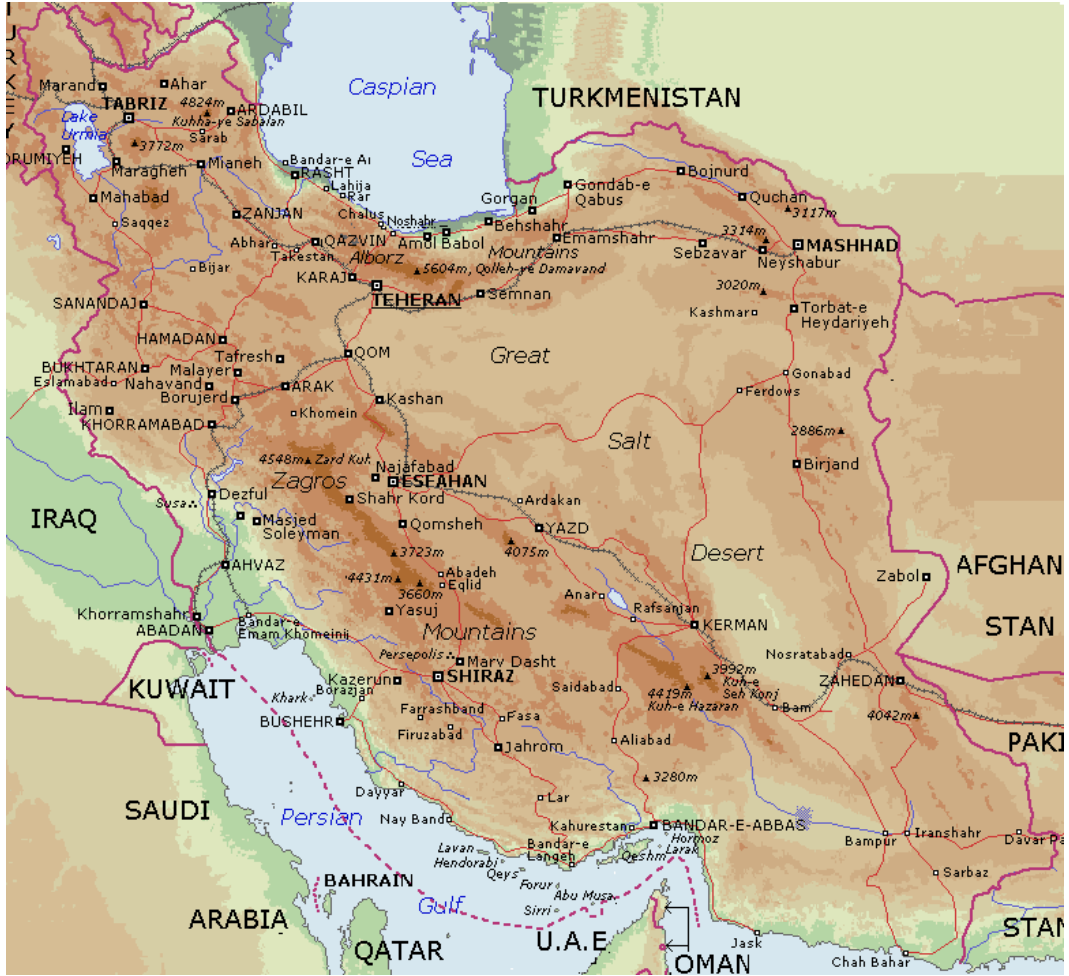 T
U
R
K
E
Y
Caspian
Sea
TURKMENISTAN
Marand
Ahar
TABRIZ
4824m
Kuhha-ye Sabalan
ARDABIL
Lake
Urmia
Sarab
3772m
ORUMIYEH
Maragheh
Mianeh
Bandar-e An
RASHT
Lahija
Rar
Mahabad
Saqqez
ZANJAN
Chalus
Noshahr
Amol
Babol
Behshahr
Gorgan
Gondab-e
Qabus
Bojnurd
Quchan
3117m
3314m
MASHHAD
Neyshabur
Sebzavar
Emamshahr
Abhar
Takestan
QAZVIN
Alborz
Mountains
5604m, Qolleh-ye Damavand
Bijar
KARAJ
TEHERAN
Semnan
3020m
Kashmar
Torbat-e
Heydariyeh
SANANDAJ
HAMADAN
Tafresh
QOM
Great
BUKHTARAN
Malayer
Eslamabad
Nahavand
ARAK
Borujerd
Kashan
Gonabad
Ferdows
Ilam
Khomein
KHORRAMABAD
Salt
2886m
4548m
Zard Kuh.
Najafabad
Birjand
Zagros
ESFAHAN
Dezful
Susa
Shahr Kord
Ardakan
IRAQ
Masjed
Soleyman
Qomsheh
YAZD
3723m
4075m
Desert
AHVAZ
4431m
Abadeh
Eqlid
3660m
AFGHAN
STAN
Zabol
Anar
Rafsanjan
Khorramshahr
ABADAN
Bandar-e
Emam Khomeinij
Yasuj
Mountains
KERMAN
Persepolis
Marv Dasht
Nosratabad
KUWAIT
Kazerun
SHIRAZ
3992m
Kuh-e
Seh Konj
ZAHEDAN
Khark
Borazjan
Saidabad
4419m
Kuh-e Hazaran
Bam
BUSHEHR
Farrashband
Firuzabad
Fasa
4042m
Jahrom
Aliabad
PAKI
3280m
SAUDI
Persian
Dayyar
Lar
Nay Band
Kahurestan
BANDAR-E-ABBAS
Hormoz
Larak
Qeshm
Bampur
Iranshahr
Davar Pa
Lavan
Hendorabi
Qeys
Bandar-e
Langeh
Sarbaz
BAHRAIN
Forur
Abu Musa
Sirri
Gulf
ARABIA
QATAR
U.A.E
OMAN
Jask
Chah Bahar
STAN